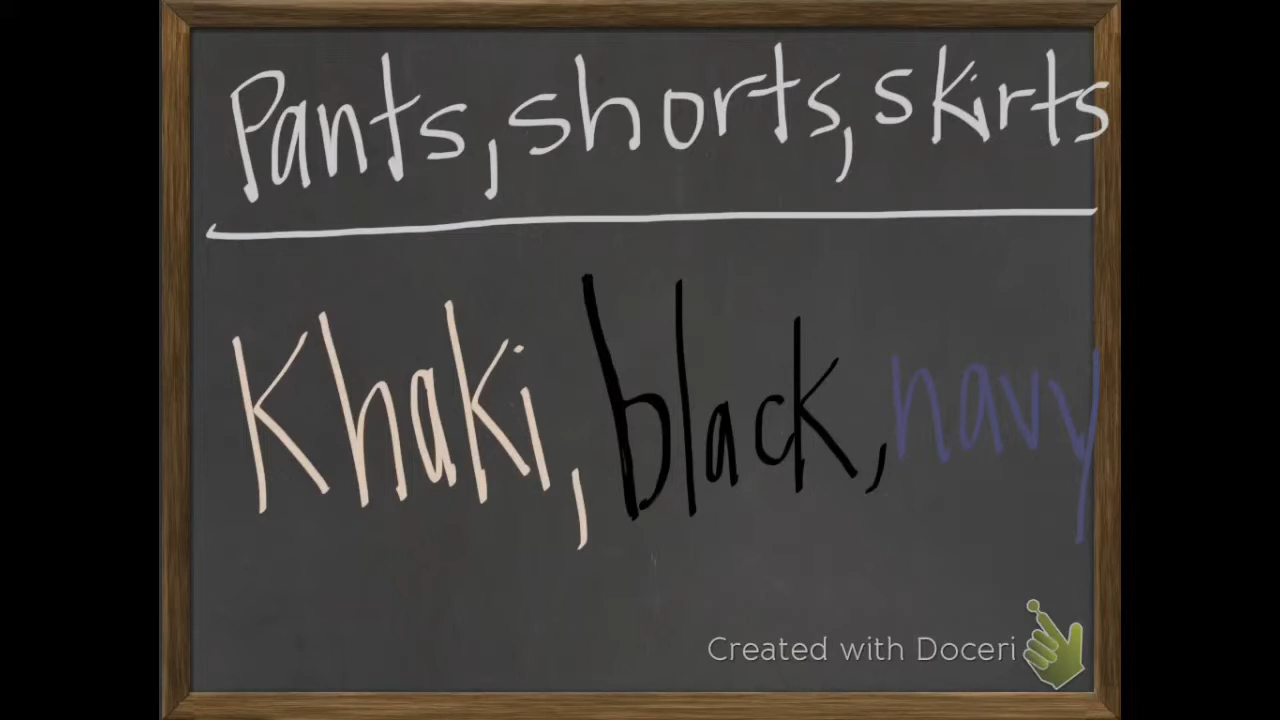 Pants, shorts, skirts
Khaki, black, navy
Created with Doceri